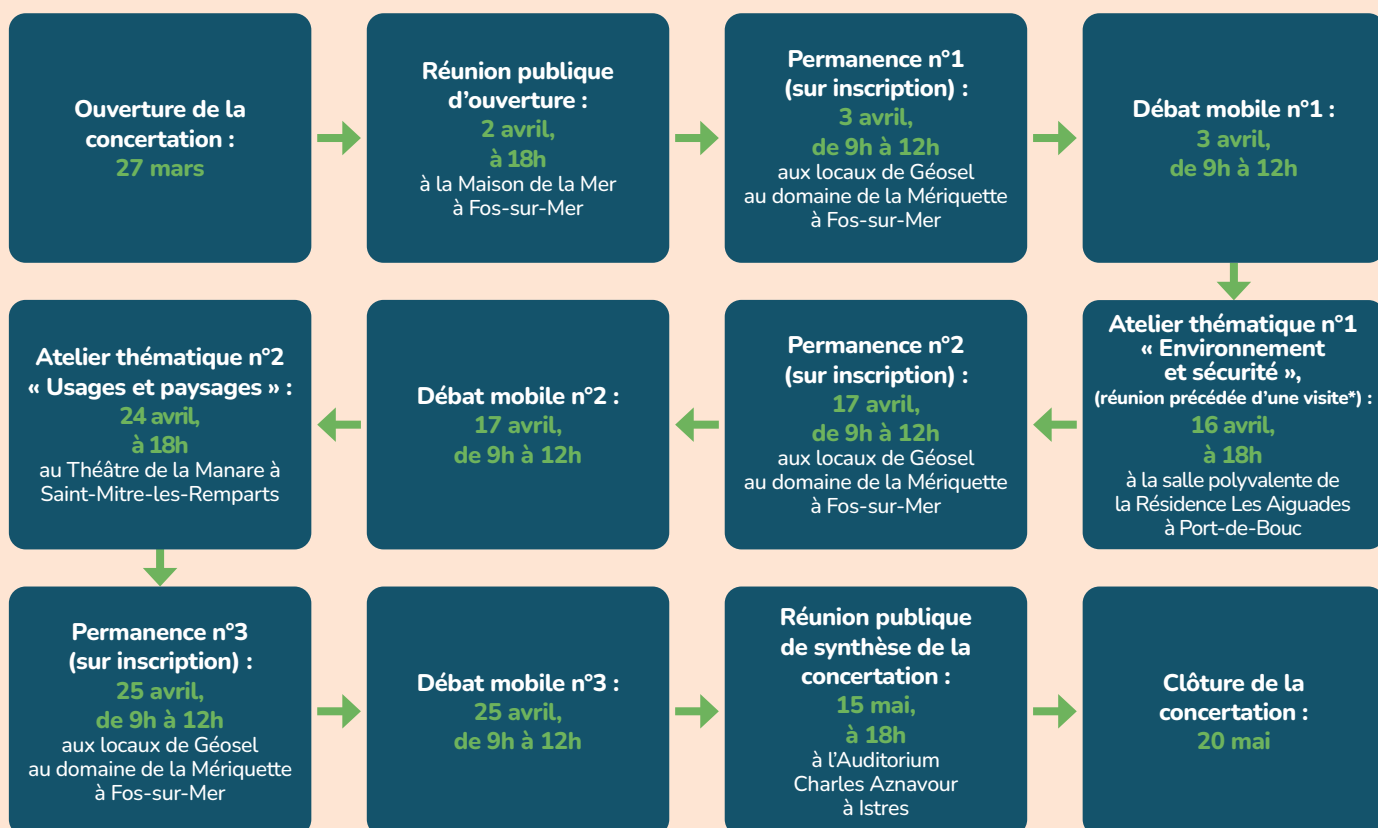 Ouverture de la
concertation :
27 mars
Réunion publique
d'ouverture :
2 avril,
à 18h
à la Maison de la Mer
à Fos-sur-Mer
Permanence n°1
(sur inscription) :
3 avril,
de 9h à 12h
aux locaux de Géosel
au domaine de la Mériquette
à Fos-sur-Mer
Débat mobile n°1 :
3 avril,
de 9h à 12h
Atelier thématique n°1
« Environnement
et sécurité »,
(réunion précédée d'une visite*) :
16 avril,
à 18h
à la salle polyvalente de
la Résidence Les Aiguades
à Port-de-Bouc
Permanence n°2
(sur inscription) :
17 avril,
de 9h à 12h
aux locaux de Géosel
au domaine de la Mériquette
à Fos-sur-Mer
Débat mobile n°2 :
17 avril,
de 9h à 12h
Atelier thématique n°2
« Usages et paysages » :
24 avril,
à 18h
au Théâtre de la Manare à
Saint-Mitre-les-Remparts
Permanence n°3
(sur inscription) :
25 avril,
de 9h à 12h
aux locaux de Géosel
au domaine de la Mériquette
à Fos-sur-Mer
Débat mobile n°3 :
25 avril,
de 9h à 12h
Réunion publique
de synthèse de la
concertation :
15 mai,
à 18h
à l'Auditorium
Charles Aznavour
à Istres
Clôture de la
concertation :
20 mai